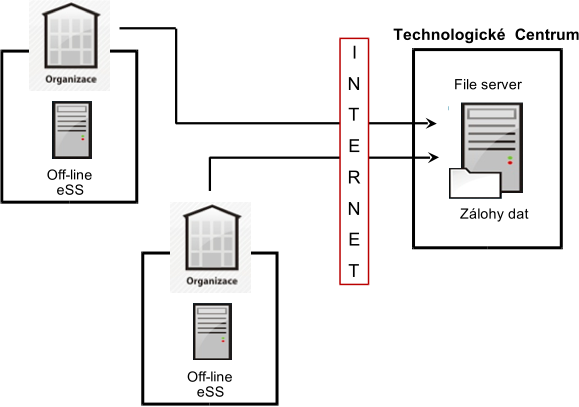 Organizace
Off-line
eSS
Organizace
Off-line
eSS
I
N
T
E
R
N
E
T
Technologické Centrum
File server
Zálohy dat